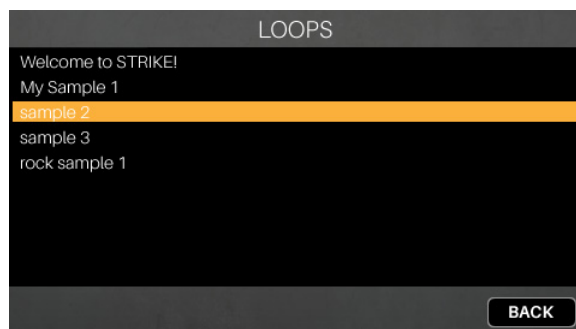 LOOPS
Welcome to STRIKE!
My Sample 1
sample 2
sample 3
rock sample 1
BACK